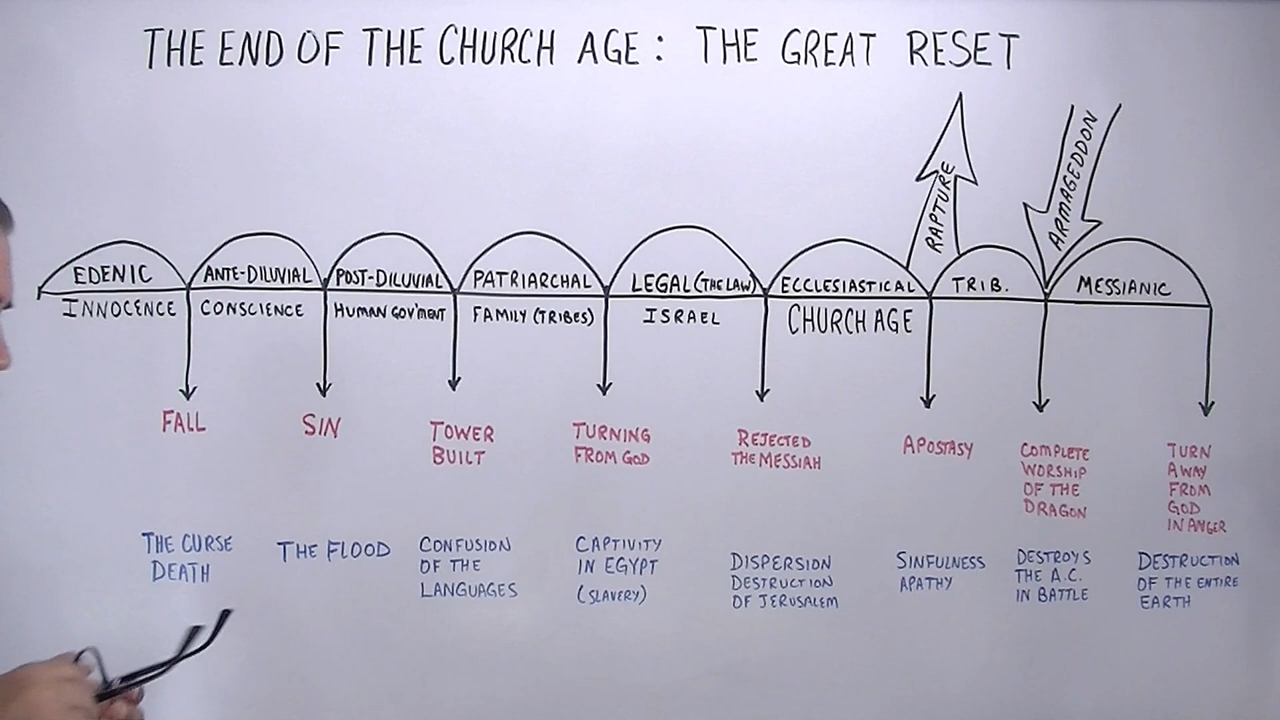 THE END OF THE CHURCH AGE: THE GREAT RESET
RAPTURE
ARMAGEDDON
EDENIC
ANTE-DILUVIAL
POST-DILUVIAL
PATRIARCHAL
LEGAL (THE LAW)
ECCLESIASTICAL
TRIB.
MESSIANIC
INNOCENCE
CONSCIENCE
HUMAN GOV'MENT
FAMILY (TRIBES)
ISRAEL
CHURCH AGE
FALL
SIN
TOWER
BUILT
TURNING
FROM GOD
REJECTED
THE MESSIAH
APOSTASY
COMPLETE
WORSHIP
OF THE
DRAGON
TURN
AWAY
FROM
GOD
IN ANGER
THE CURSE
DEATH
THE FLOOD
CONFUSION
OF THE
LANGUAGES
CAPTIVITY
IN EGYPT
(SLAVERY)
DISPERSION
DESTRUCTION
OF JERUSALEM
SINFULNESS
APATHY
DESTROYS
THE A.C.
IN BATTLE
DESTRUCTION
OF THE ENTIRE
EARTH